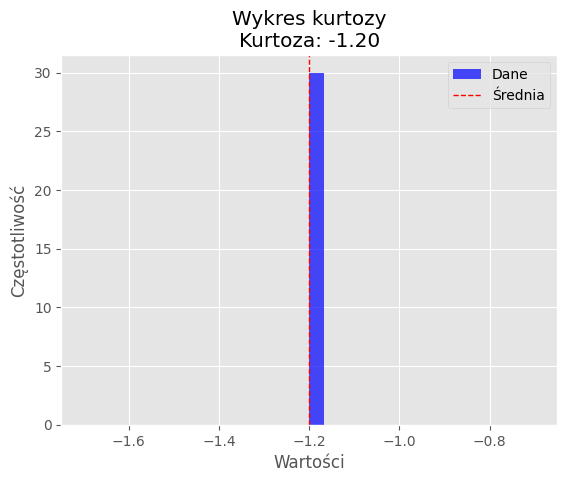 Wykres kurtozy
Kurtoza: -1.20
Dane
Średnia
30
25
20
15
10
5
0
Częstotliwość
−1.6
−1.4
−1.2
−1.0
−0.8
Wartości